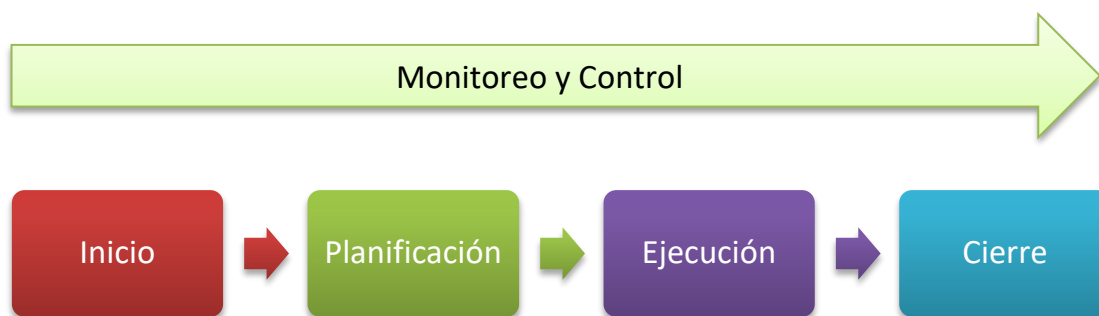 Monitoreo y Control
Inicio
Planificación
Ejecución
Cierre